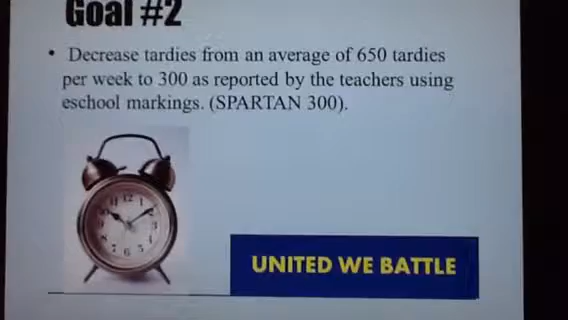 Goal #2
• Decrease tardies from an average of 650 tardies
per week to 300 as reported by the teachers using
eschool markings. (SPARTAN 300).
UNITED WE BATTLE